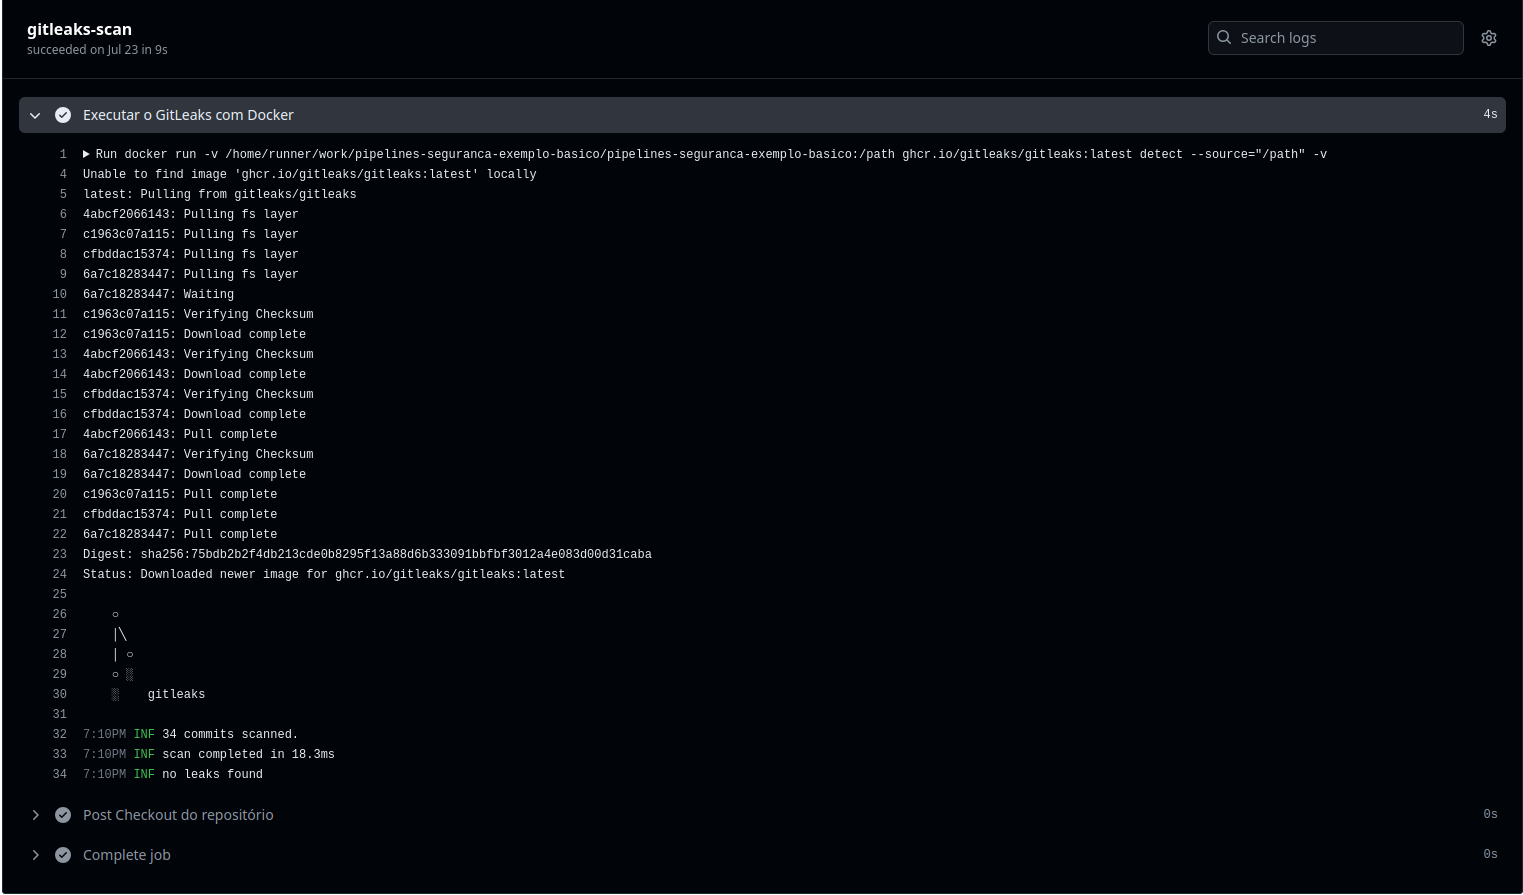 gitleaks-scan
succeeded on Jul 23 in 9s
Search logs
Executar o GitLeaks com Docker 4s
1 Run docker run -v /home/runner/work/pipelines-seguranca-exemplo-basico/pipelines-seguranca-exemplo-basico:/path ghcr.io/gitleaks/gitleaks:latest detect --source="/path" -v
4 Unable to find image 'ghcr.io/gitleaks/gitleaks:latest' locally
5 latest: Pulling from gitleaks/gitleaks
6 4abcf2066143: Pulling fs layer
7 c1963c07a115: Pulling fs layer
8 cfbddac15374: Pulling fs layer
9 6a7c18283447: Pulling fs layer
10 6a7c18283447: Waiting
11 c1963c07a115: Verifying Checksum
12 c1963c07a115: Download complete
13 4abcf2066143: Verifying Checksum
14 4abcf2066143: Download complete
15 cfbddac15374: Verifying Checksum
16 cfbddac15374: Download complete
17 4abcf2066143: Pull complete
18 6a7c18283447: Verifying Checksum
19 6a7c18283447: Download complete
20 c1963c07a115: Pull complete
21 cfbddac15374: Pull complete
22 6a7c18283447: Pull complete
23 Digest: sha256:75bdb2b2f4db213cde0b8295f13a88d6b333091bbfbf3012a4e083d00d31caba
24 Status: Downloaded newer image for ghcr.io/gitleaks/gitleaks:latest
25
26 ○
27 │╲
28 │ ○
29 ○ ░
30 ░ gitleaks
31
32 7:10PM INF 34 commits scanned.
33 7:10PM INF scan completed in 18.3ms
34 7:10PM INF no leaks found
Post Checkout do repositório 0s
Complete job 0s